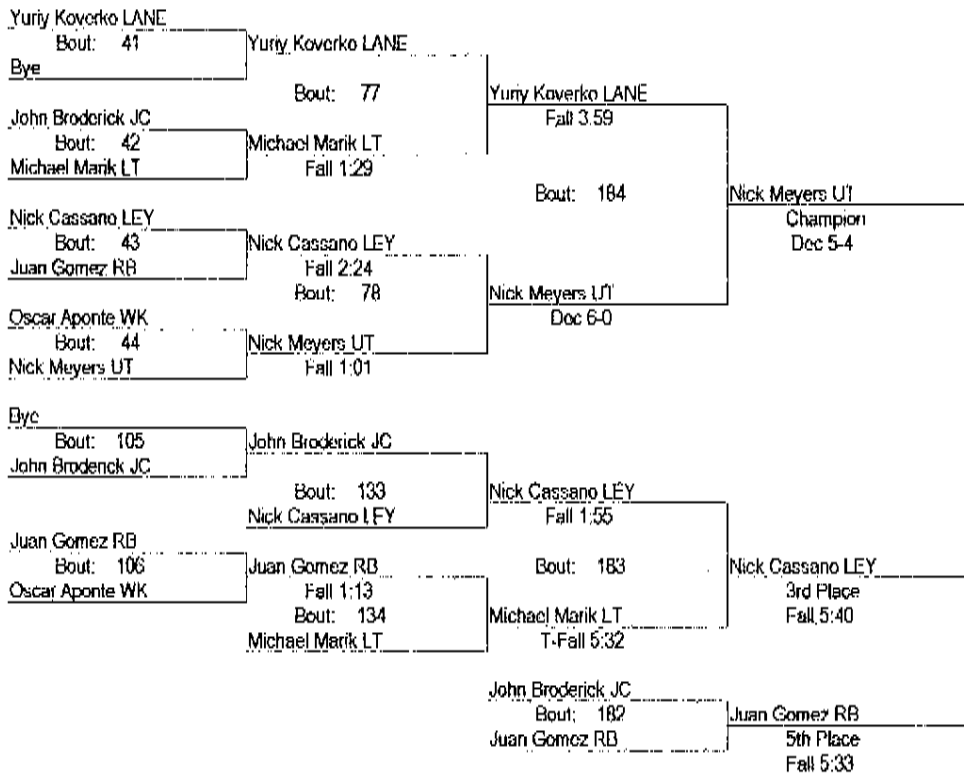 Yuriy Koverko LANE
Bout: 41
Bye
Yuriy Koverko LANE
Bout: 77
John Broderick JC
Bout: 42
Michael Marik LT
Michael Marik LT
Fall 1:29
Yuriy Koverko LANE
Fall 3:59
Bout: 184
Nick Cassano LEY
Bout: 43
Juan Gomez RB
Nick Cassano LEY
Fall 2:24
Bout: 78
Oscar Aponte WK
Bout: 44
Nick Meyers UT
Nick Meyers UT
Fall 1:01
Nick Meyers UT
Dec 6-0
Nick Meyers UT
Champion
Dec 5-4
Bye
Bout: 105
John Broderick JC
John Broderick JC
Bout: 133
Nick Cassano LEY
Nick Cassano LEY
Fall 1:55
Bout: 183
Juan Gomez RB
Bout: 106
Oscar Aponte WK
Juan Gomez RB
Fall 1:13
Bout: 134
Michael Marik LT
Michael Marik LT
T-Fall 5:32
Nick Cassano LEY
3rd Place
Fall 5:40
John Broderick JC
Bout: 182
Juan Gomez RB
Juan Gomez RB
5th Place
Fall 5:33